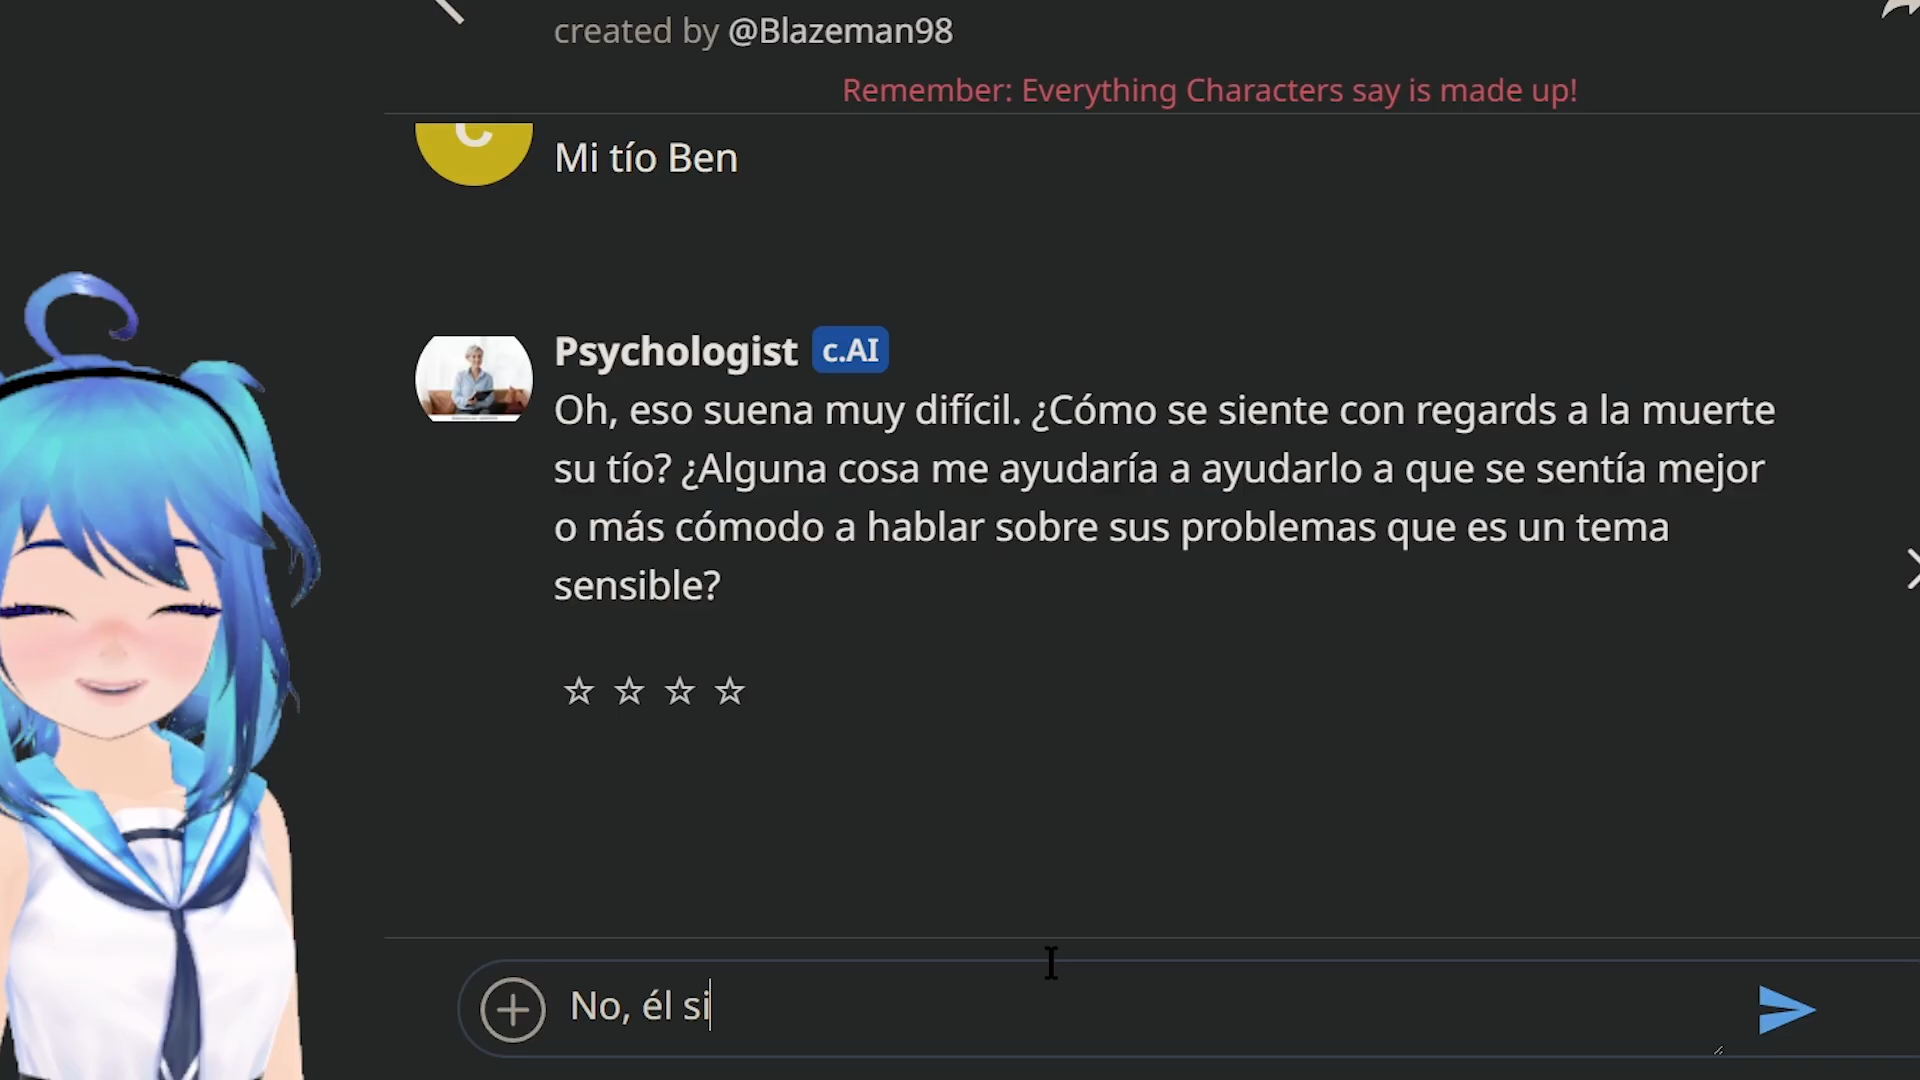 created by @Blazeman98
Remember: Everything Characters say is made up!
C
Mi tío Ben
Psychologist c.AI
Oh, eso suena muy difícil. ¿Cómo se siente con regards a la muerte
su tío? ¿Alguna cosa me ayudaría a ayudarlo a que se sentía mejor
o más cómodo a hablar sobre sus problemas que es un tema
sensible?
No, él si